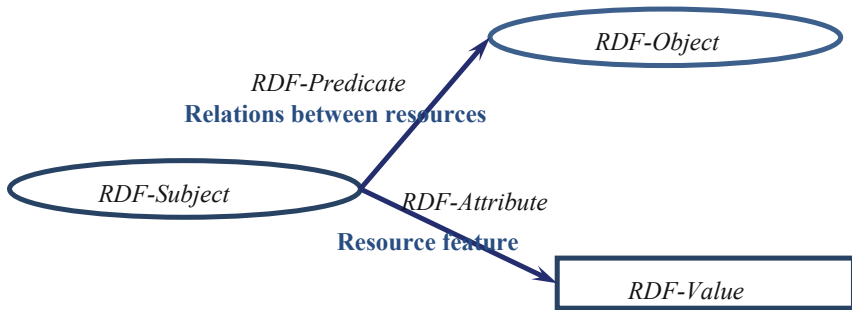 RDF-Object
RDF-Predicate
Relations between resources
RDF-Subject
RDF-Attribute
Resource feature
RDF-Value